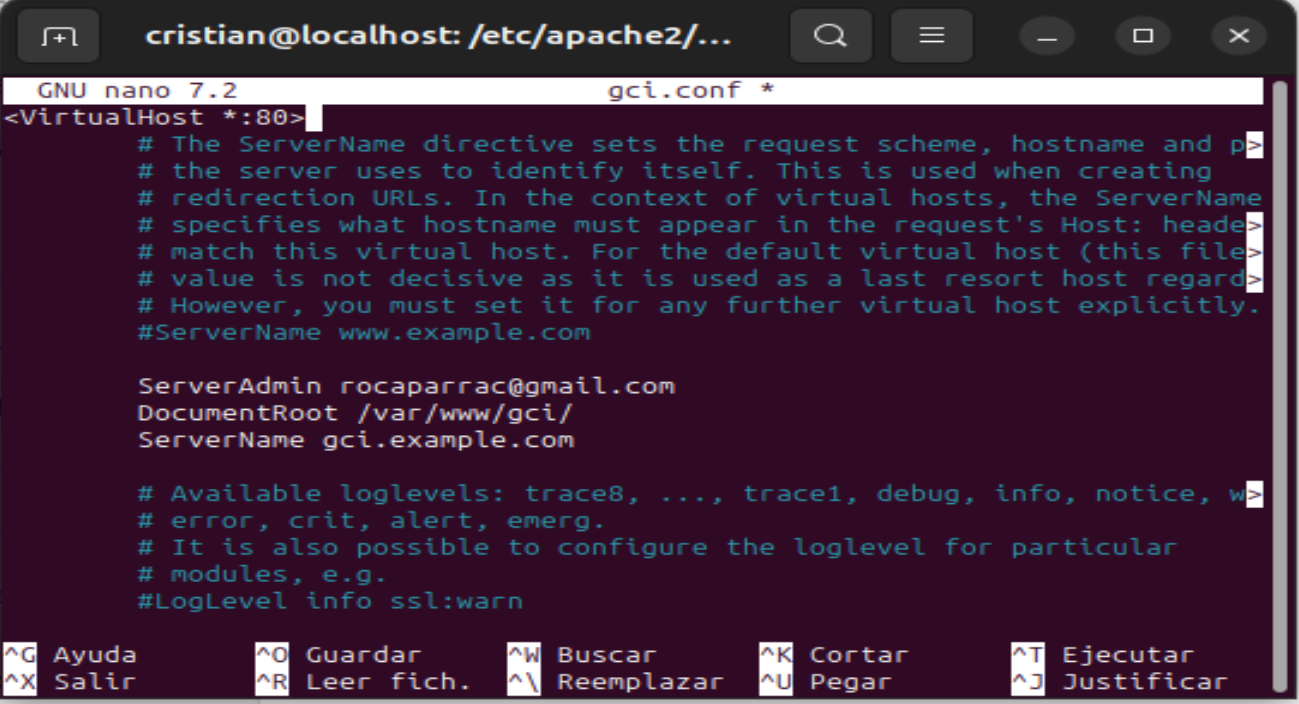 cristian@localhost: /etc/apache2/...
GNU nano 7.2 gci.conf *
<VirtualHost *:80>
# The ServerName directive sets the request scheme, hostname and p>
# the server uses to identify itself. This is used when creating
# redirection URLs. In the context of virtual hosts, the ServerName
# specifies what hostname must appear in the request's Host: heade>
# match this virtual host. For the default virtual host (this file>
# value is not decisive as it is used as a last resort host regard>
# However, you must set it for any further virtual host explicitly.
#ServerName www.example.com
ServerAdmin rocaparrac@gmail.com
DocumentRoot /var/www/gci/
ServerName gci.example.com
# Available loglevels: trace8, ..., trace1, debug, info, notice, w>
# error, crit, alert, emerg.
# It is also possible to configure the loglevel for particular
# modules, e.g.
#LogLevel info ssl:warn
^G Ayuda ^O Guardar ^W Buscar ^K Cortar ^T Ejecutar
^X Salir ^R Leer fich. ^\ Reemplazar ^U Pegar ^J Justificar